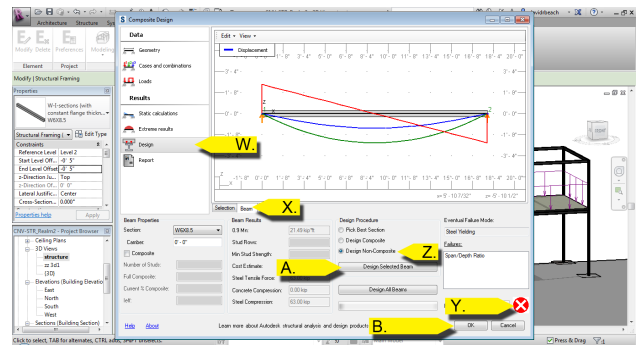 Composite Design
davidbeach
Architecture Structure Sys
Modify Delete Preferences Modeling
Element Project
Modify | Structural Framing
Properties
W-I-sections (with
constant flange thickn...
W6X8.5
Structural Framing ( Edit Type
Constraints
Reference Level Level 2
Start Level Off... -0' 5"
End Level Offset -0' 5"
z-Direction Ju... Top
z-Direction Of... 0' 0"
Lateral Justific... Center
Cross-Section... 0.000°
Properties help Apply
CNV-STR_Realm2 - Project Browser
Ceiling Plans
3D Views
structure
zz 3d1
{3D}
Elevations (Building Elevatio
East
North
South
West
Sections (Building Section)
Click to select, TAB for alternates, CTRL adds, SHIFT unselects.
Data
Geometry
Cases and combinations
Loads
Results
Static calculations
Extreme results
Design
Report
W.
Edit View
Displacement
Z
X
Selection Beam
X.
Beam Properties
Section: W6X8.5
Camber: 0'- 0"
Composite
Number of Studs:
Full Composite:
Current % Composite:
Ieff:
Beam Results
0.9 Mn: 21.49 kip*ft
Stud Rows:
Min Stud Strength:
Cost Estimate:
Steel Tensile Force:
Concrete Compression: 0.00 kip
Steel Compression: 63.00 kip
A.
Design Procedure
Pick Best Section
Design Composite
Design Non-Composite
Z.
Design Selected Beam
Design All Beams
Eventual Failure Mode:
Steel Yielding
Failures:
Span/Depth Ratio
Y.
B.
Help About
Learn more about Autodesk structural analysis and design products
OK Cancel
Press & Drag